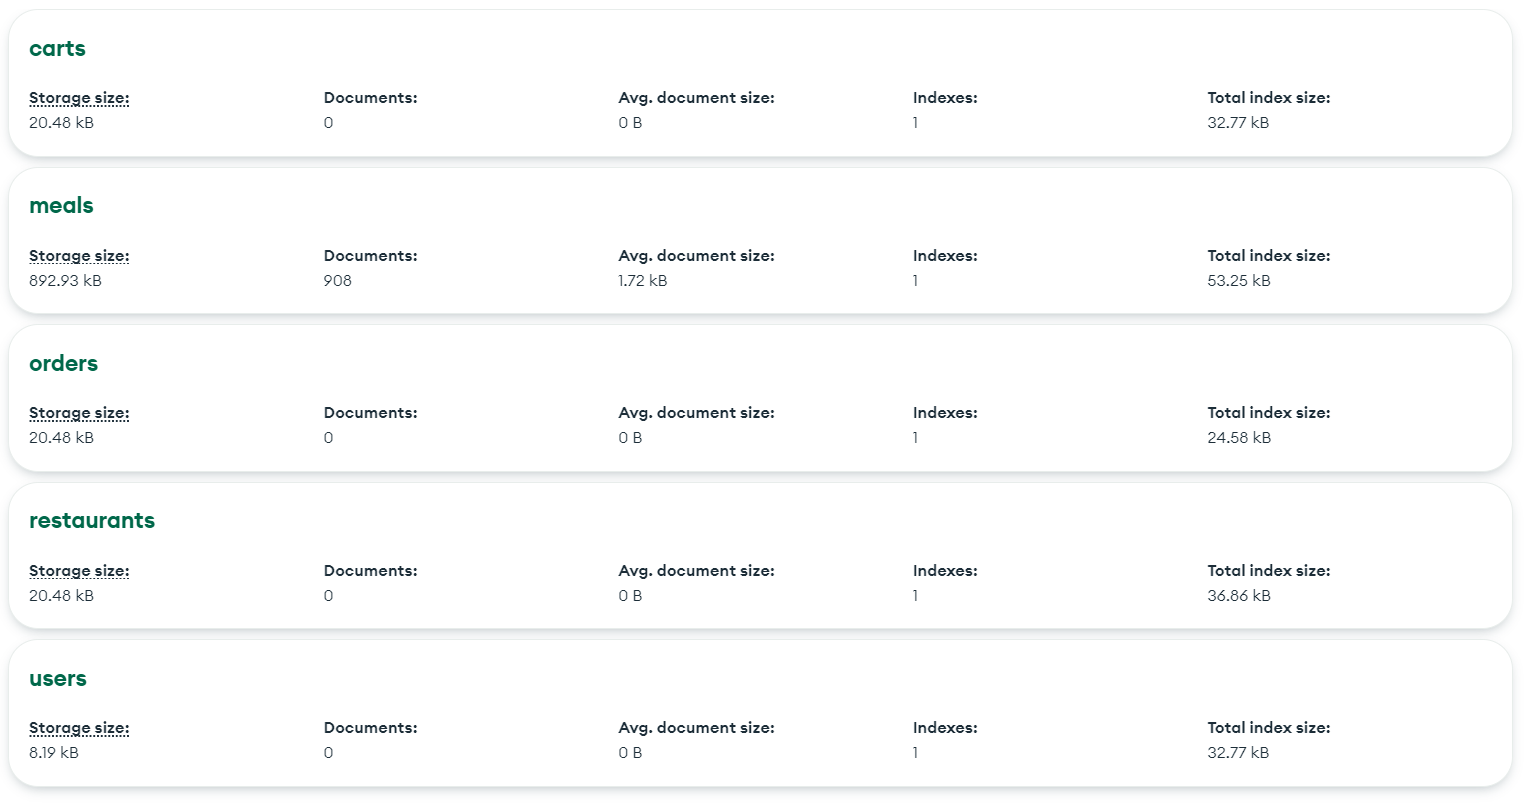 carts
Storage size: Documents: Avg. document size: Indexes: Total index size:
20.48 kB 0 0 B 1 32.77 kB
meals
Storage size: Documents: Avg. document size: Indexes: Total index size:
892.93 kB 908 1.72 kB 1 53.25 kB
orders
Storage size: Documents: Avg. document size: Indexes: Total index size:
20.48 kB 0 0 B 1 24.58 kB
restaurants
Storage size: Documents: Avg. document size: Indexes: Total index size:
20.48 kB 0 0 B 1 36.86 kB
users
Storage size: Documents: Avg. document size: Indexes: Total index size:
8.19 kB 0 0 B 1 32.77 kB